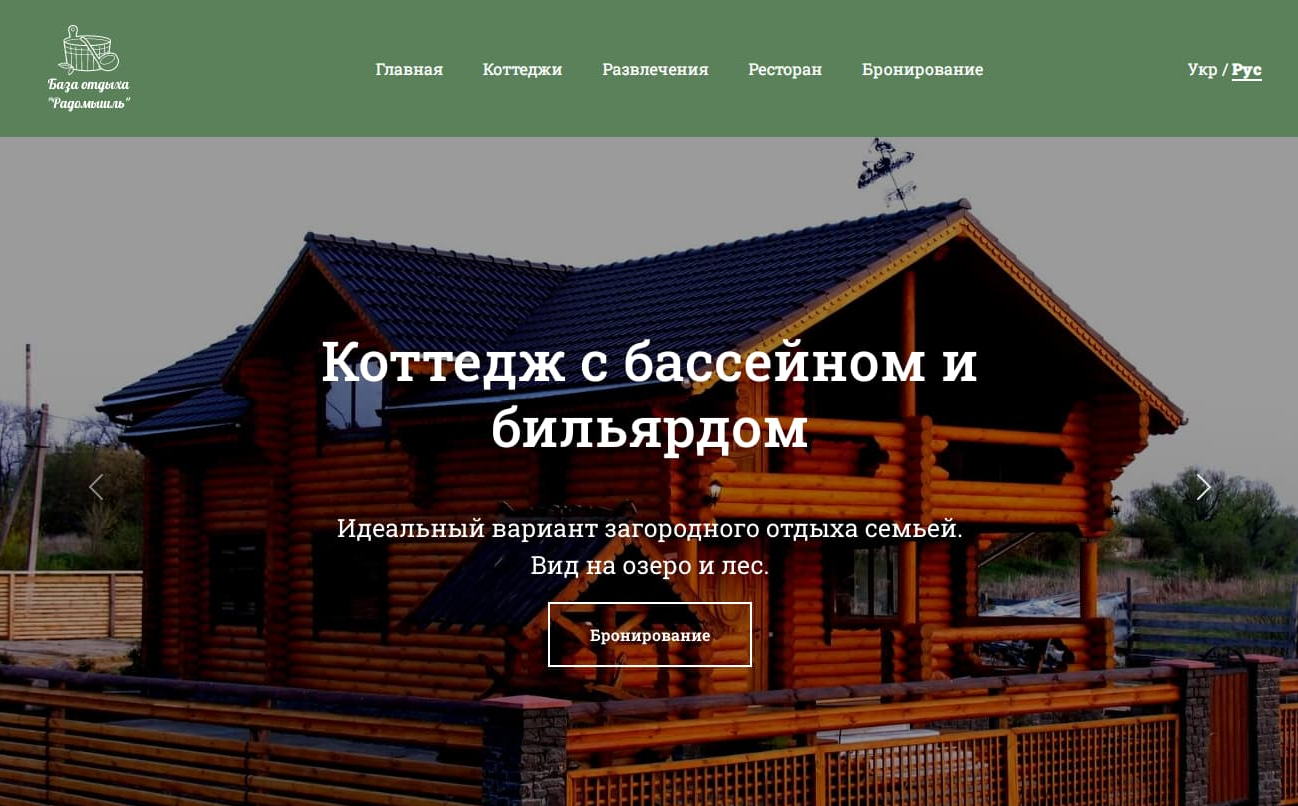 База отдыха
"Радомышль"
Главная Коттеджи Развлечения Ресторан Бронирование
Укр / Рус
Коттедж с бассейном и
бильярдом
Идеальный вариант загородного отдыха семьей.
Вид на озеро и лес.
Бронирование